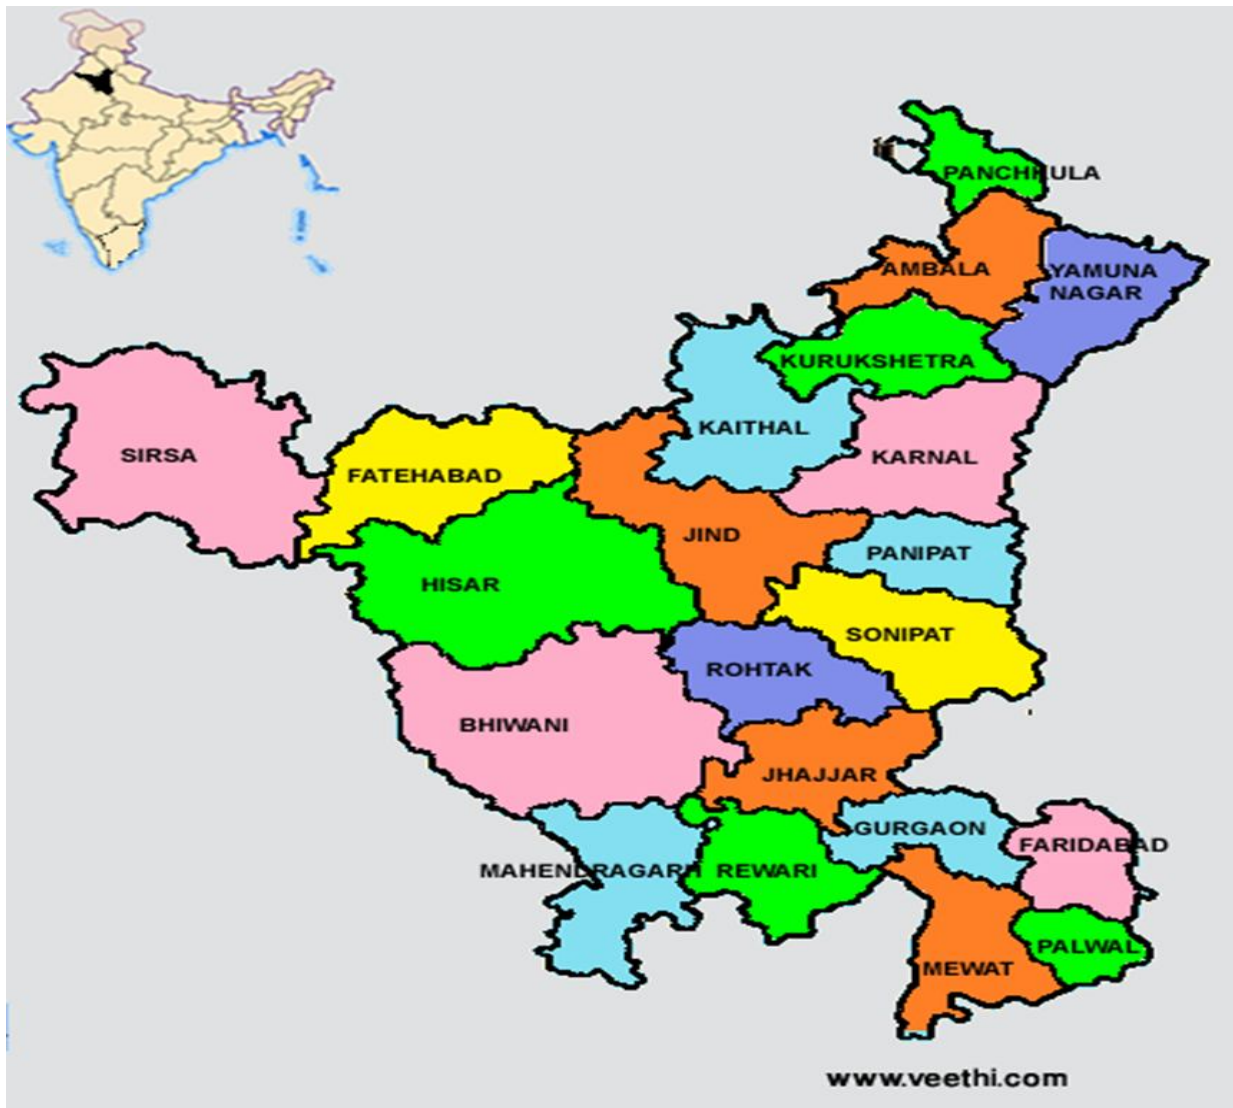 PANCHKULA
AMBALA
YAMUNA
NAGAR
KURUKSHETRA
KAITHAL
KARNAL
SIRSA
FATEHABAD
JIND
PANIPAT
HISAR
SONIPAT
ROHTAK
BHIWANI
JHAJJAR
GURGAON
FARIDABAD
MAHENDRAGARH
REWARI
PALWAL
MEWAT
www.veethi.com